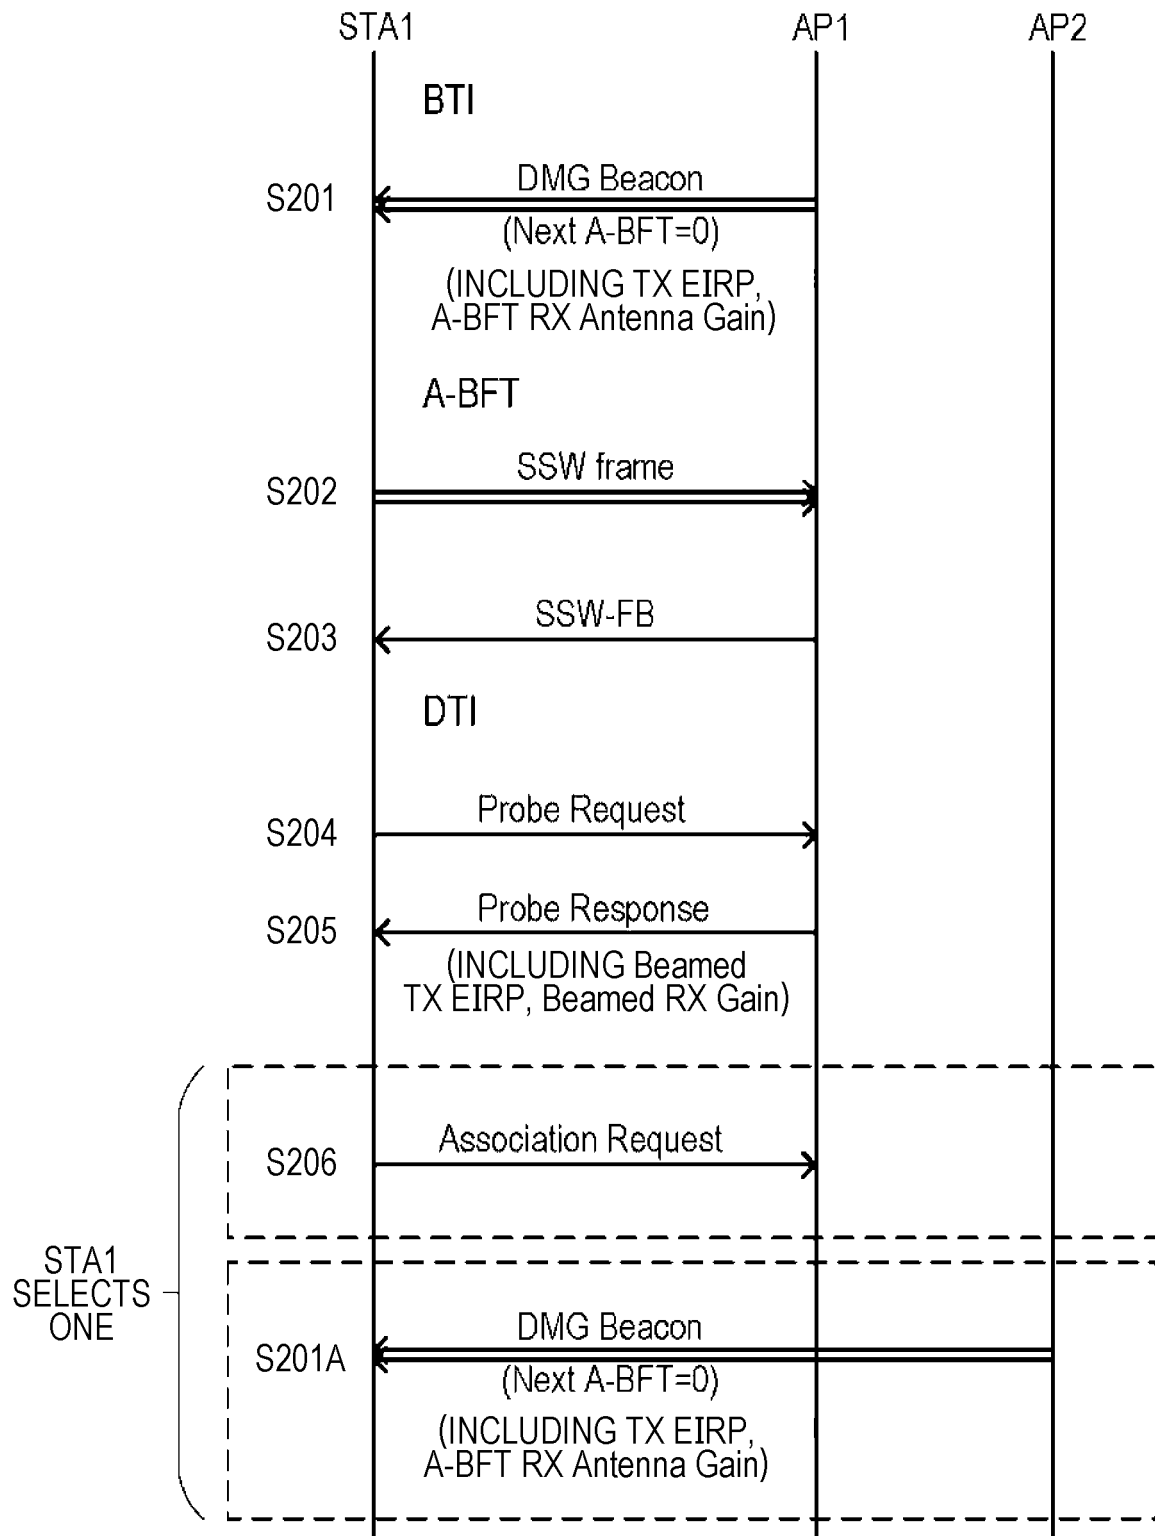 STA1 AP1 AP2
BTI
S201
DMG Beacon
(Next A-BFT=0)
(INCLUDING TX EIRP,
A-BFT RX Antenna Gain)
A-BFT
S202
SSW frame
S203
SSW-FB
DTI
S204
Probe Request
S205
Probe Response
(INCLUDING Beamed
TX EIRP, Beamed RX Gain)
STA1
SELECTS
ONE
S206
Association Request
S201A
DMG Beacon
(Next A-BFT=0)
(INCLUDING TX EIRP,
A-BFT RX Antenna Gain)